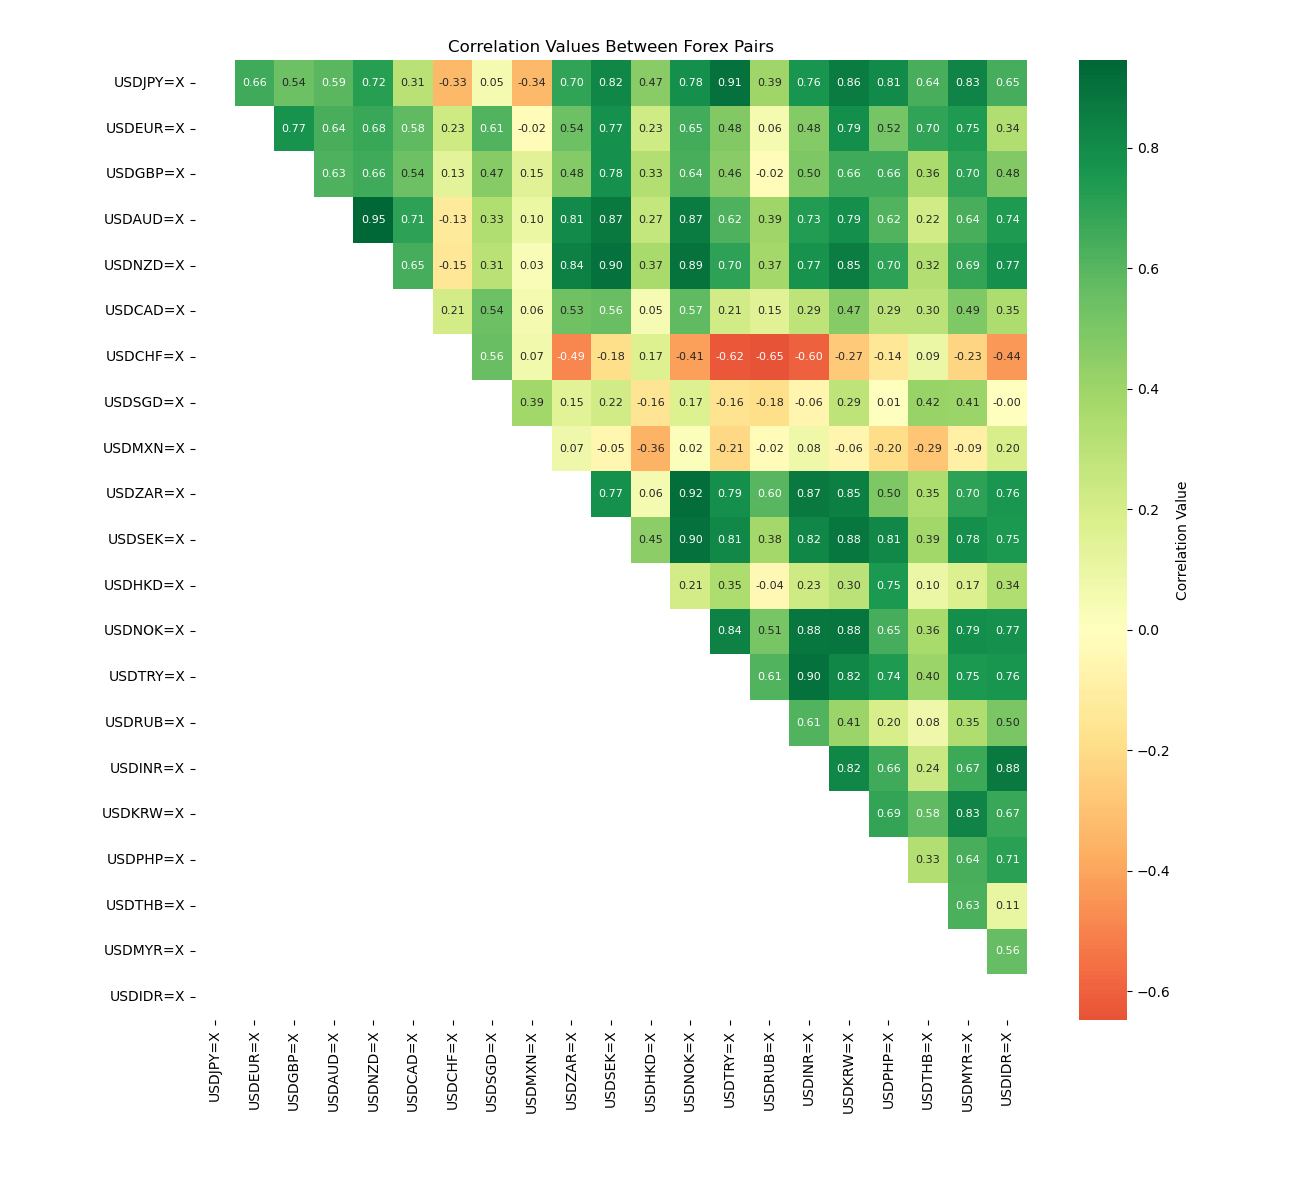 Correlation Values Between Forex Pairs
USDJPY=X 0.66 0.54 0.59 0.72 0.31 -0.33 0.05 -0.34 0.70 0.82 0.47 0.78 0.91 0.39 0.76 0.86 0.81 0.64 0.83 0.65
USDEUR=X 0.77 0.64 0.68 0.58 0.23 0.61 -0.02 0.54 0.77 0.23 0.65 0.48 0.06 0.48 0.79 0.52 0.70 0.75 0.34
USDGBP=X 0.63 0.66 0.54 0.13 0.47 0.15 0.48 0.78 0.33 0.64 0.46 -0.02 0.50 0.66 0.66 0.36 0.70 0.48
USDAUD=X 0.95 0.71 -0.13 0.33 0.10 0.81 0.87 0.27 0.87 0.62 0.39 0.73 0.79 0.62 0.22 0.64 0.74
USDNZD=X 0.65 -0.15 0.31 0.03 0.84 0.90 0.37 0.89 0.70 0.37 0.77 0.85 0.70 0.32 0.69 0.77
USDCAD=X 0.21 0.54 0.06 0.53 0.56 0.05 0.57 0.21 0.15 0.29 0.47 0.29 0.30 0.49 0.35
USDCHF=X 0.56 0.07 -0.49 -0.18 0.17 -0.41 -0.62 -0.65 -0.60 -0.27 -0.14 0.09 -0.23 -0.44
USDSGD=X 0.39 0.15 0.22 -0.16 0.17 -0.16 -0.18 -0.06 0.29 0.01 0.42 0.41 -0.00
USDMXN=X 0.07 -0.05 -0.36 0.02 -0.21 -0.02 0.08 -0.06 -0.20 -0.29 -0.09 0.20
USDZAR=X 0.77 0.06 0.92 0.79 0.60 0.87 0.85 0.50 0.35 0.70 0.76
USDSEK=X 0.45 0.90 0.81 0.38 0.82 0.88 0.81 0.39 0.78 0.75
USDHKD=X 0.21 0.35 -0.04 0.23 0.30 0.75 0.10 0.17 0.34
USDNOK=X 0.84 0.51 0.88 0.88 0.65 0.36 0.79 0.77
USDTRY=X 0.61 0.90 0.82 0.74 0.40 0.75 0.76
USDRUB=X 0.61 0.41 0.20 0.08 0.35 0.50
USDINR=X 0.82 0.66 0.24 0.67 0.88
USDKRW=X 0.69 0.58 0.83 0.67
USDPHP=X 0.33 0.64 0.71
USDTHB=X 0.63 0.11
USDMYR=X 0.56
USDIDR=X
USDJPY=X
USDEUR=X
USDGBP=X
USDAUD=X
USDNZD=X
USDCAD=X
USDCHF=X
USDSGD=X
USDMXN=X
USDZAR=X
USDSEK=X
USDHKD=X
USDNOK=X
USDTRY=X
USDRUB=X
USDINR=X
USDKRW=X
USDPHP=X
USDTHB=X
USDMYR=X
USDIDR=X
0.8
0.6
0.4
0.2
0.0
−0.2
−0.4
−0.6
Correlation Value